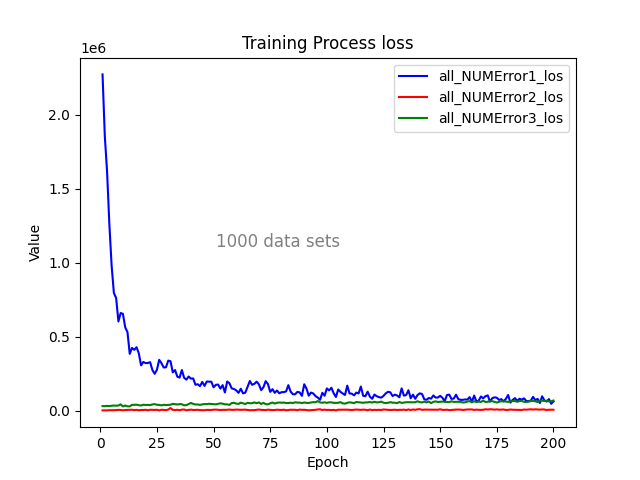 Training Process loss
1e6
all_NUMError1_los
all_NUMError2_los
all_NUMError3_los
2.0
1.5
1.0
0.5
0.0
Value
1000 data sets
0 25 50 75 100 125 150 175 200
Epoch